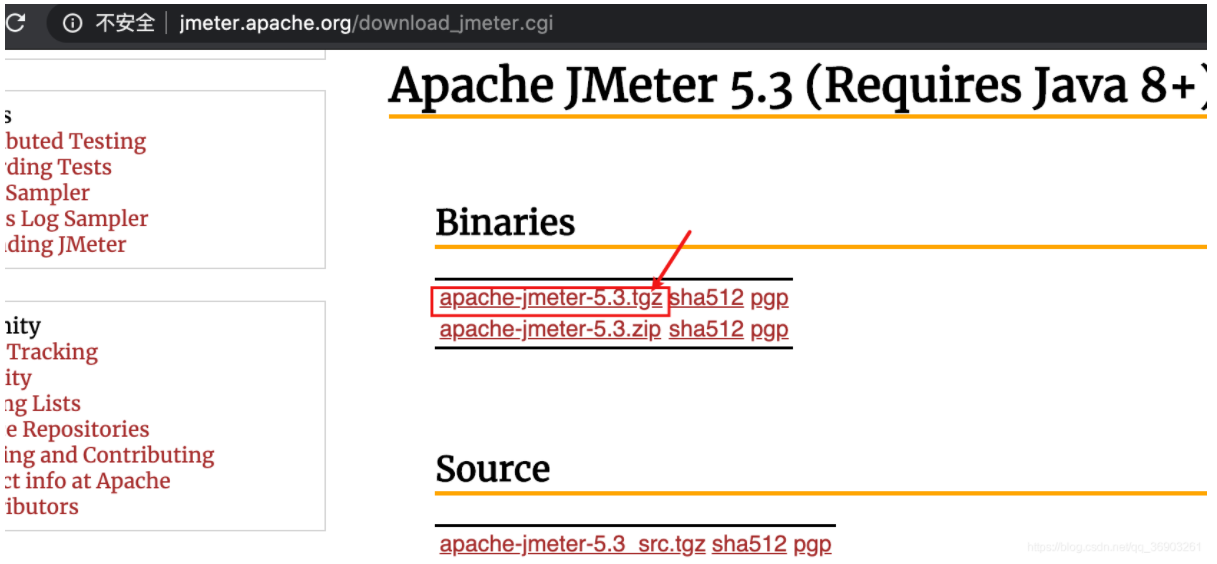 不安全 jmeter.apache.org/download_jmeter.cgi
Apache JMeter 5.3 (Requires Java 8+)
s
buted Testing
ding Tests
Sampler
s Log Sampler
ding JMeter
Binaries
apache-jmeter-5.3.tgz sha512 pgp
apache-jmeter-5.3.zip sha512 pgp
nity
Tracking
ity
ng Lists
e Repositories
ing and Contributing
ct info at Apache
ibutors
Source
apache-jmeter-5.3_src.tgz sha512 pgp
https://blog.csdn.net/qq_36903261